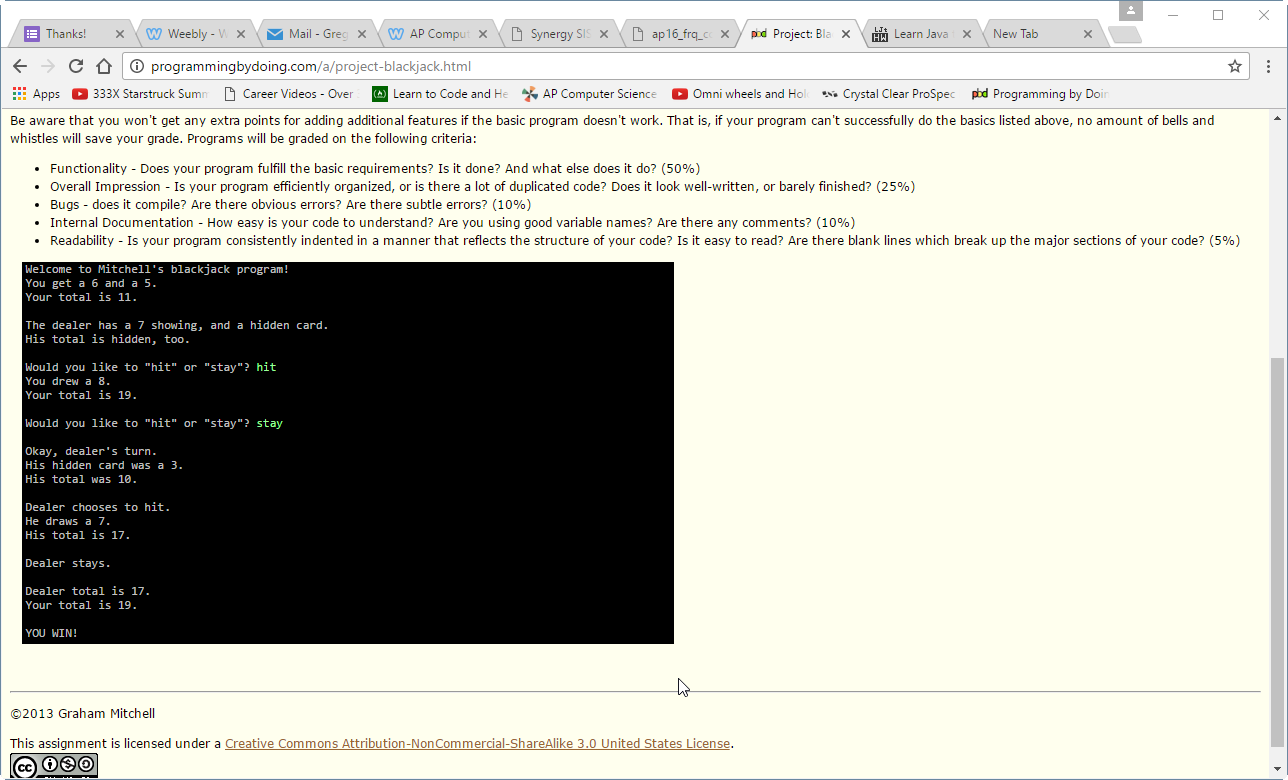 Thanks!
Weebly - W
Mail - Greg
AP Comput
Synergy SIS
ap16_frq_c
Project: Bla
Learn Java
New Tab
programmingbydoing.com/a/project-blackjack.html
Apps
333X Starstruck Summ
Career Videos - Over
Learn to Code and He
AP Computer Science
Omni wheels and Hol
Crystal Clear ProSpec
Programming by Doin
Be aware that you won't get any extra points for adding additional features if the basic program doesn't work. That is, if your program can't successfully do the basics listed above, no amount of bells and
whistles will save your grade. Programs will be graded on the following criteria:
• Functionality - Does your program fulfill the basic requirements? Is it done? And what else does it do? (50%)
• Overall Impression - Is your program efficiently organized, or is there a lot of duplicated code? Does it look well-written, or barely finished? (25%)
• Bugs - does it compile? Are there obvious errors? Are there subtle errors? (10%)
• Internal Documentation - How easy is your code to understand? Are you using good variable names? Are there any comments? (10%)
• Readability - Is your program consistently indented in a manner that reflects the structure of your code? Is it easy to read? Are there blank lines which break up the major sections of your code? (5%)
Welcome to Mitchell's blackjack program!
You get a 6 and a 5.
Your total is 11.
The dealer has a 7 showing, and a hidden card.
His total is hidden, too.
Would you like to "hit" or "stay"? hit
You drew a 8.
Your total is 19.
Would you like to "hit" or "stay"? stay
Okay, dealer's turn.
His hidden card was a 3.
His total was 10.
Dealer chooses to hit.
He draws a 7.
His total is 17.
Dealer stays.
Dealer total is 17.
Your total is 19.
YOU WIN!
©2013 Graham Mitchell
This assignment is licensed under a Creative Commons Attribution-NonCommercial-ShareAlike 3.0 United States License.
cc